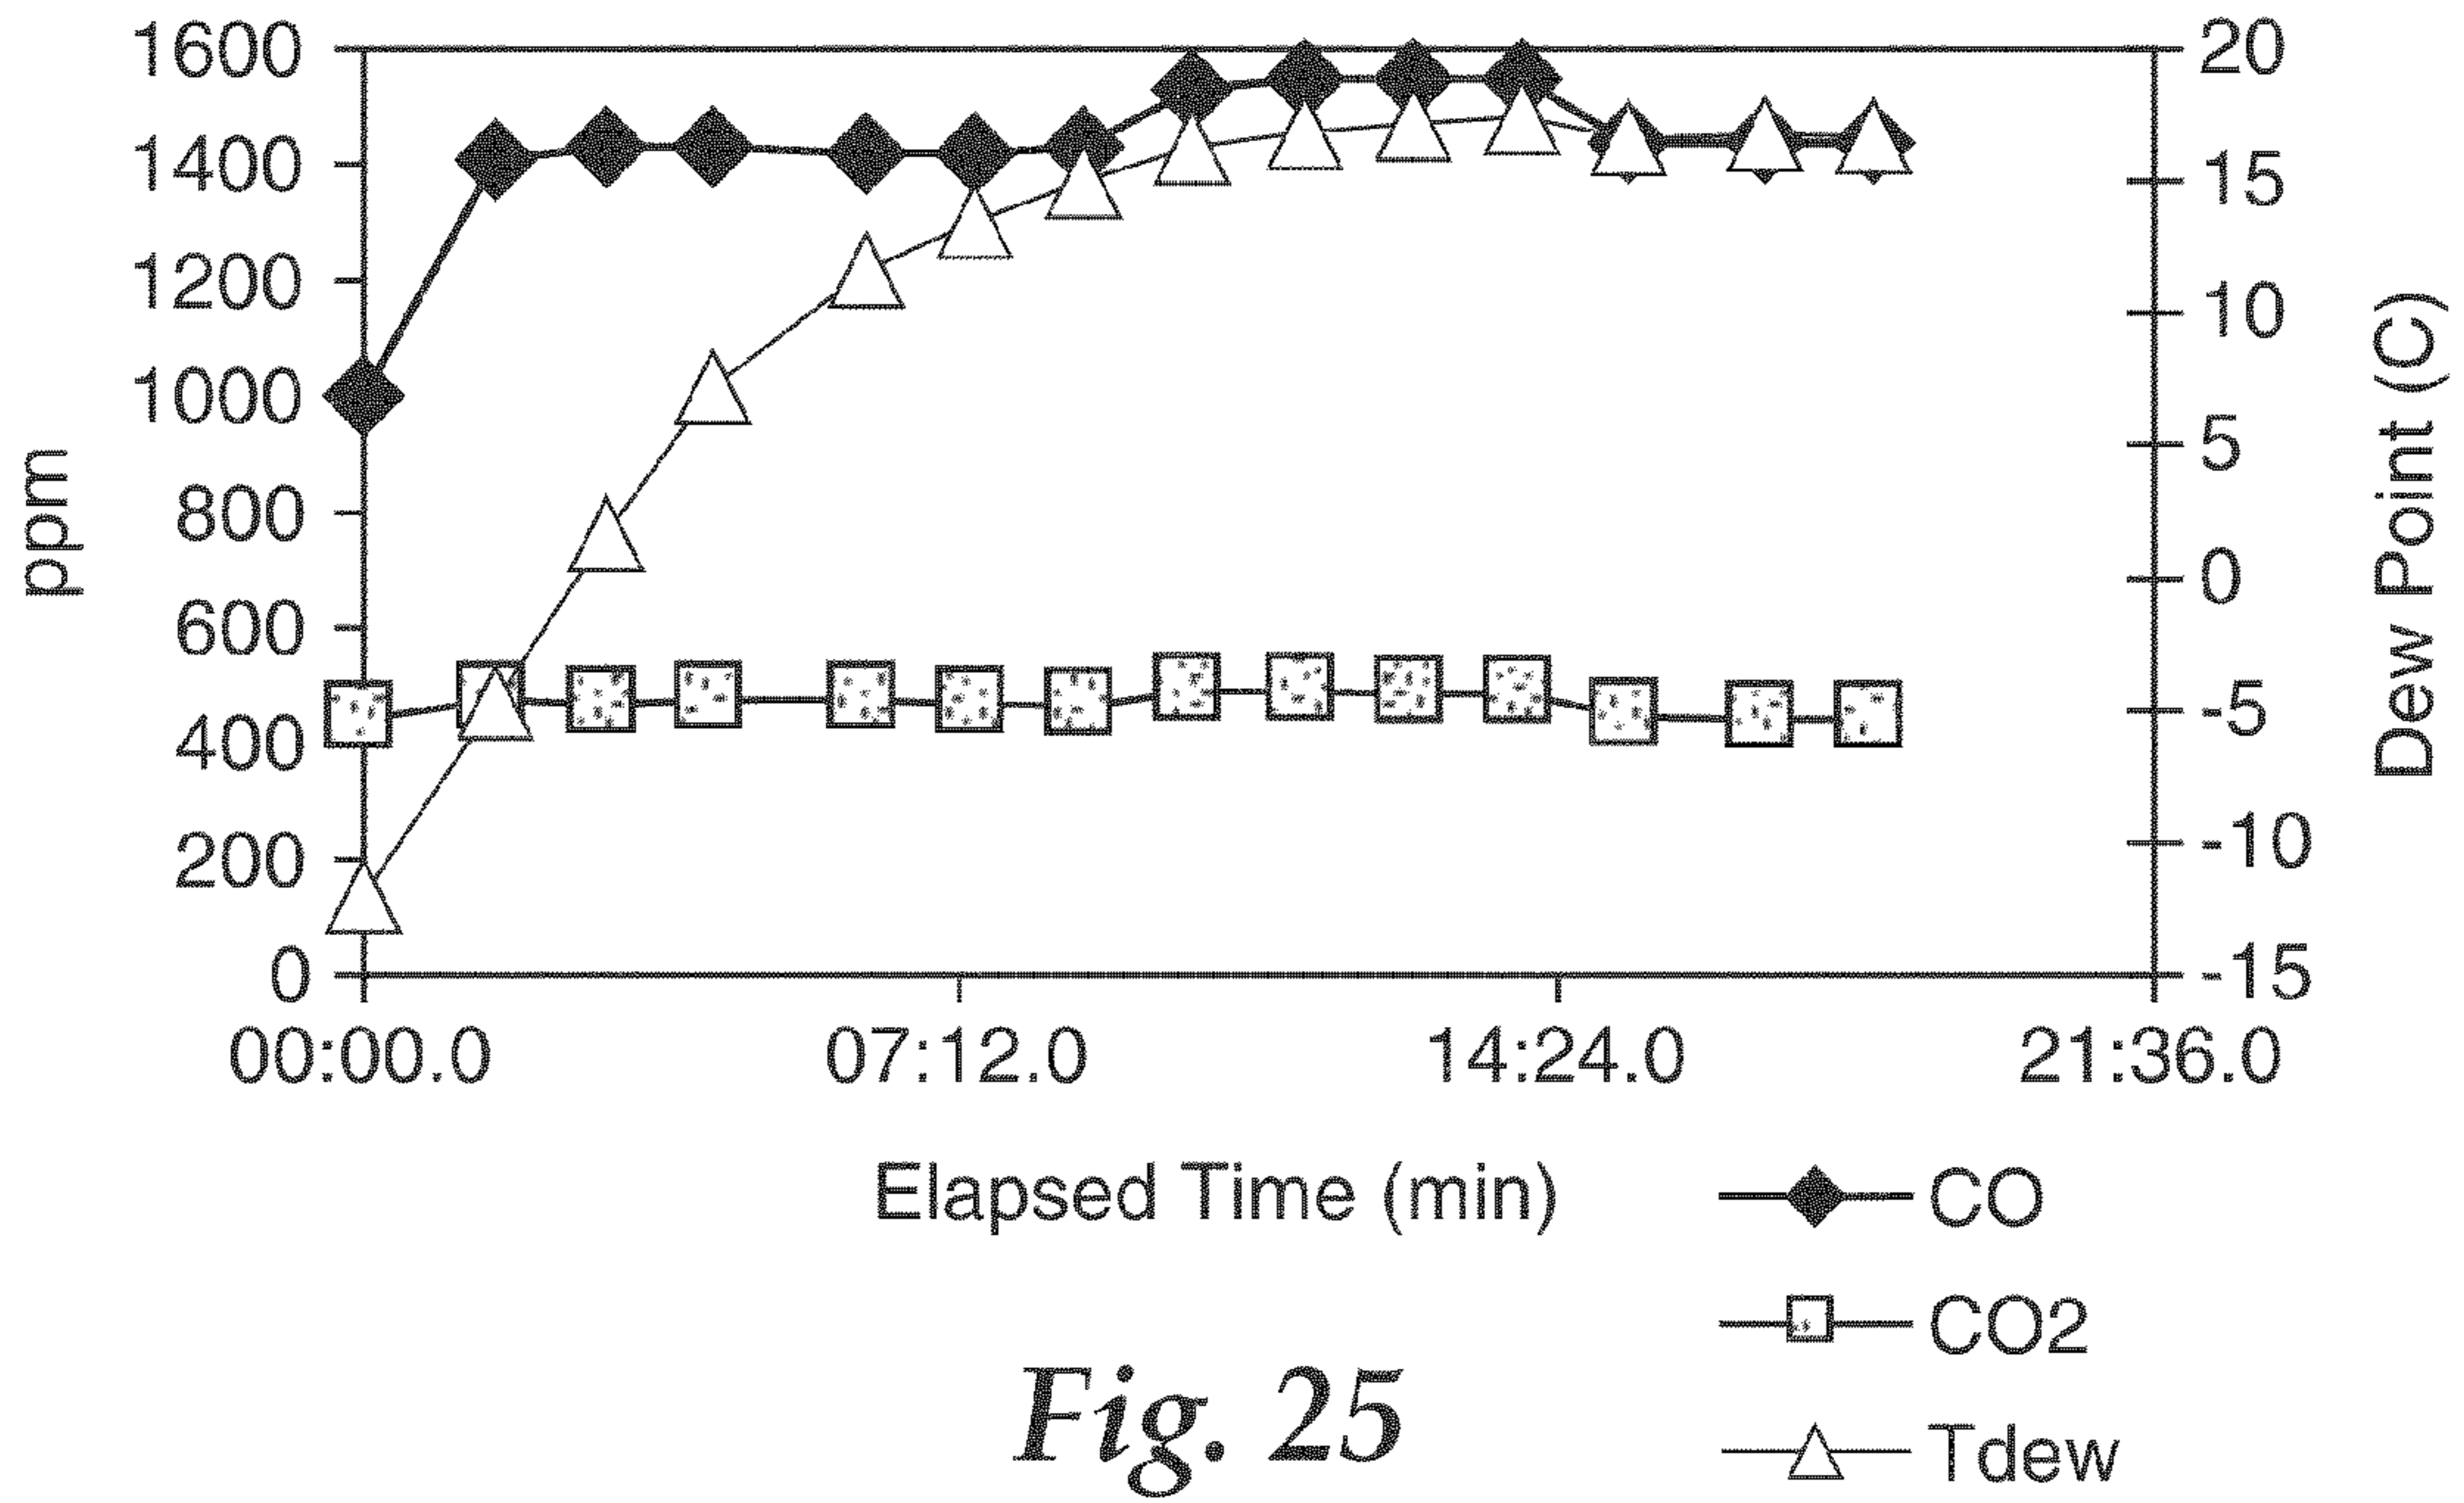 1600
1400
1200
1000
800
600
400
200
0
ppm
20
15
10
5
0
-5
-10
-15
Dew Point (C)
00:00.0 07:12.0 14:24.0 21:36.0
Elapsed Time (min)
CO
CO2
Tdew
Fig. 25